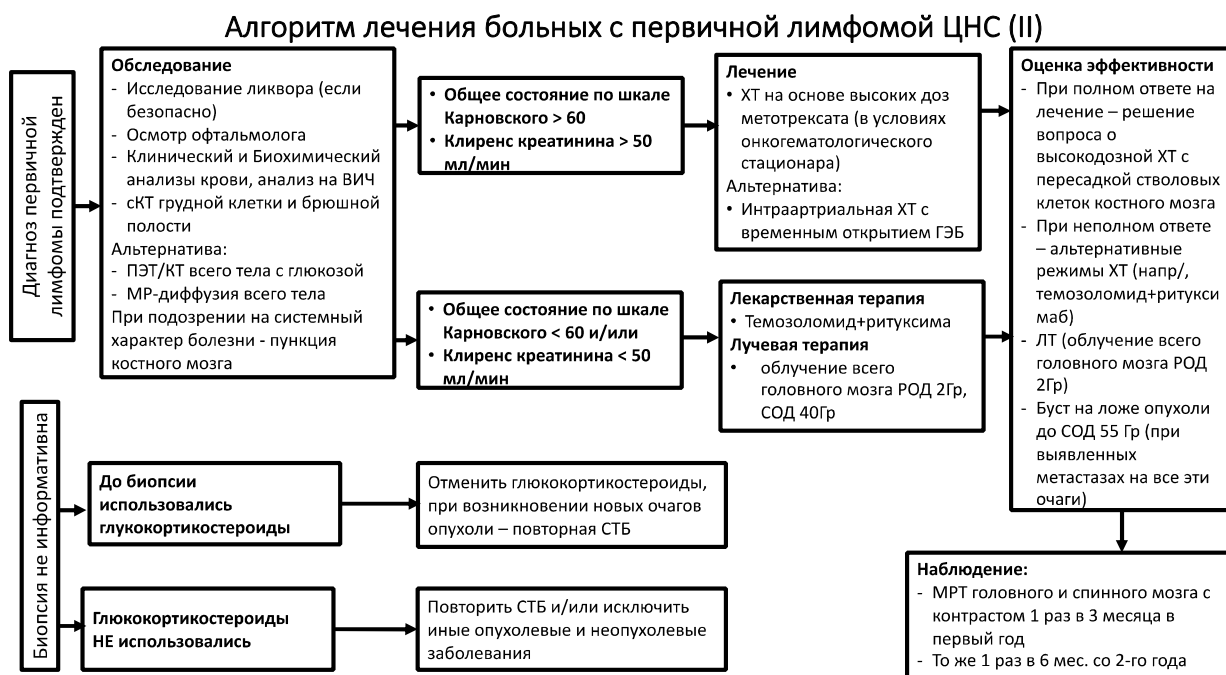 Алгоритм лечения больных с первичной лимфомой ЦНС (II)
Диагноз первичной
лимфомы подтвержден
Обследование
- Исследование ликвора (если
безопасно)
- Осмотр офтальмолога
- Клинический и Биохимический
анализы крови, анализ на ВИЧ
- сКТ грудной клетки и брюшной
полости
Альтернатива:
- ПЭТ/КТ всего тела с глюкозой
- МР-диффузия всего тела
При подозрении на системный
характер болезни - пункция
костного мозга
• Общее состояние по шкале
Карновского > 60
• Клиренс креатинина > 50
мл/мин
Лечение
• ХТ на основе высоких доз
метотрексата (в условиях
онкогематологического
стационара)
Альтернатива:
• Интраартриальная ХТ с
временным открытием ГЭБ
• Общее состояние по шкале
Карновского < 60 и/или
• Клиренс креатинина < 50
мл/мин
Лекарственная терапия
• Темозоломид+ритуксима
Лучевая терапия
• облучение всего
головного мозга РОД 2Гр,
СОД 40Гр
Оценка эффективности
- При полном ответе на
лечение – решение
вопроса о
высокодозной ХТ с
пересадкой стволовых
клеток костного мозга
- При неполном ответе
– альтернативные
режимы ХТ (напр/,
темозоломид+ритукси
маб)
- ЛТ (облучение всего
головного мозга РОД
2Гр)
- Буст на ложе опухоли
до СОД 55 Гр (при
выявленных
метастазах на все эти
очаги)
Наблюдение:
- МРТ головного и спинного мозга с
контрастом 1 раз в 3 месяца в
первый год
- То же 1 раз в 6 мес. со 2-го года
Биопсия не информативна
До биопсии
использовались
глукокортикостероиды
Отменить глюкокортикостероиды,
при возникновении новых очагов
опухоли – повторная СТБ
Глюкокортикостероиды
НЕ использовались
Повторить СТБ и/или исключить
иные опухолевые и неопухолевые
заболевания